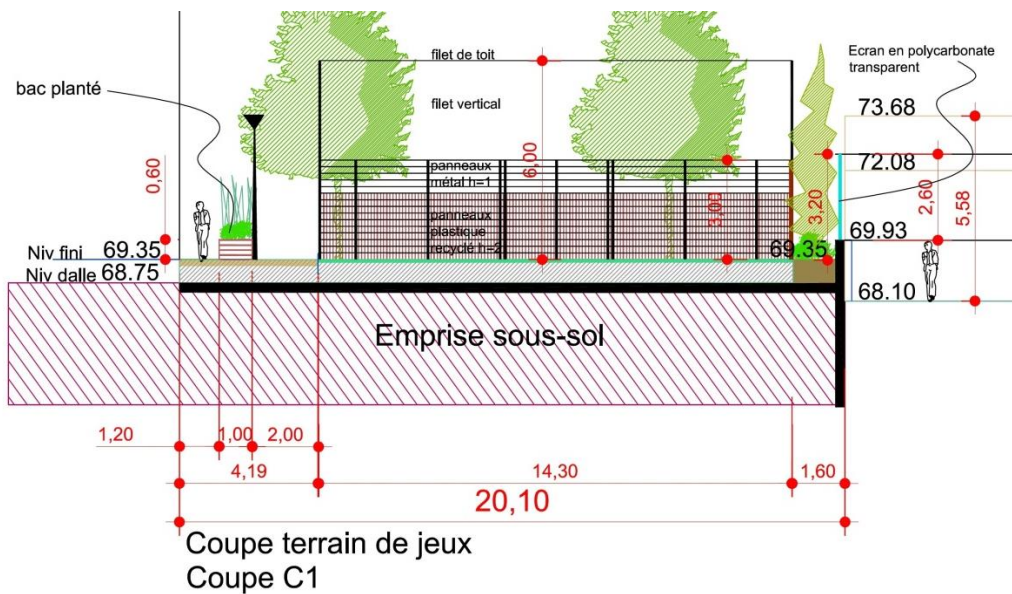 filet de toit
Ecran en polycarbonate
transparent
bac planté
filet vertical
73.68
0,60
6,00
panneaux
métal h=1
72.08
3,00
3,20
2,60
5,58
panneaux
plastique
recyclé h=2
69.93
Niv fini 69.35
69.35
Niv dalle 68.75
68.10
Emprise sous-sol
1,20
1,00
2,00
4,19
14,30
1,60
20,10
Coupe terrain de jeux
Coupe C1